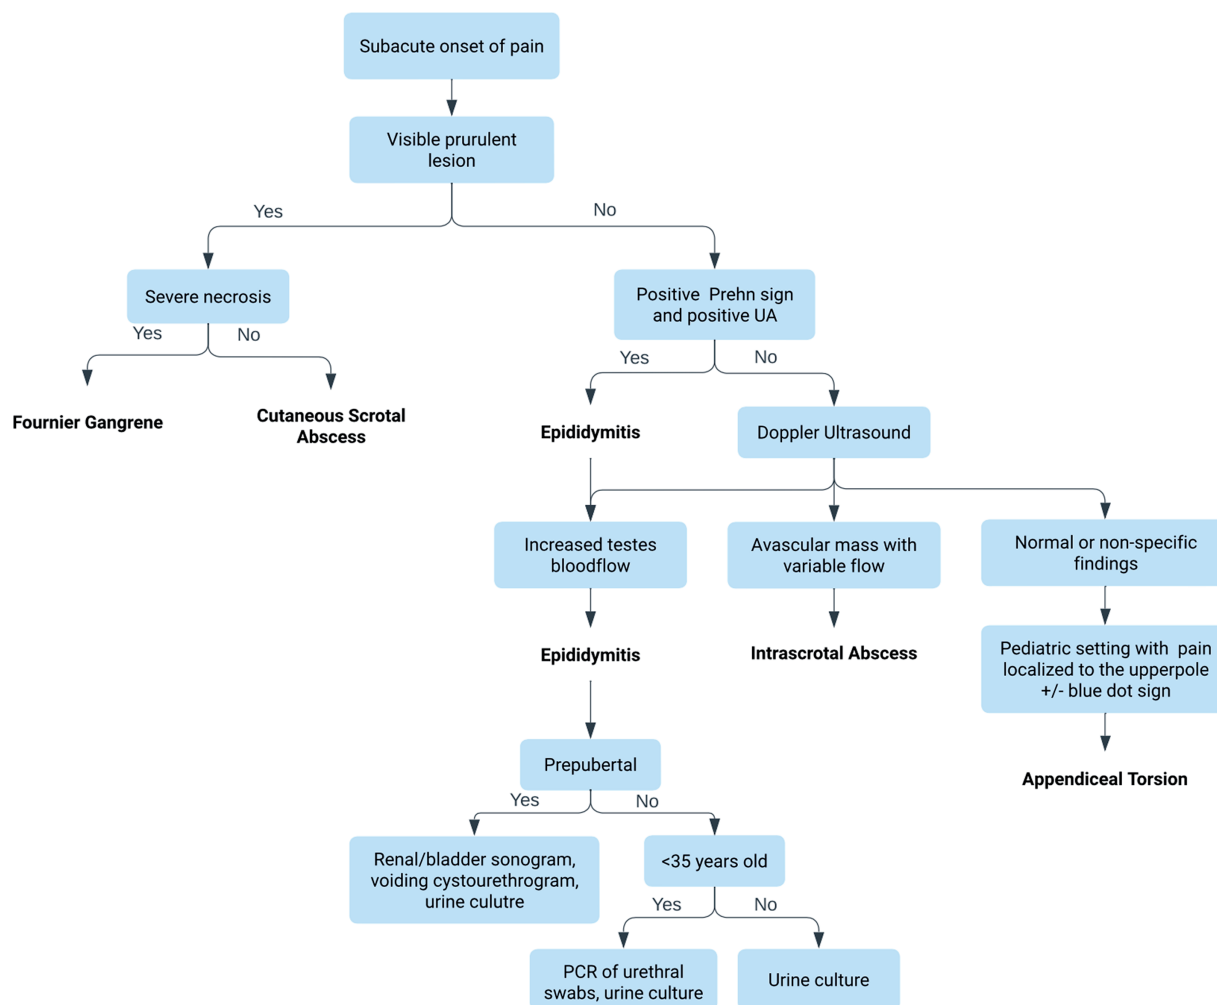 Subacute onset of pain
Visible prurulent
lesion
Yes
No
Severe necrosis
Positive Prehn sign
and positive UA
Yes
No
Yes
No
Fournier Gangrene
Cutaneous Scrotal
Abscess
Epididymitis
Doppler Ultrasound
Increased testes
bloodflow
Avascular mass with
variable flow
Normal or non-specific
findings
Epididymitis
Intrascrotal Abscess
Pediatric setting with pain
localized to the upperpole
+/- blue dot sign
Prepubertal
Appendiceal Torsion
Yes
No
Renal/bladder sonogram,
voiding cystourethrogram,
urine culutre
<35 years old
Yes
No
PCR of urethral
swabs, urine culture
Urine culture